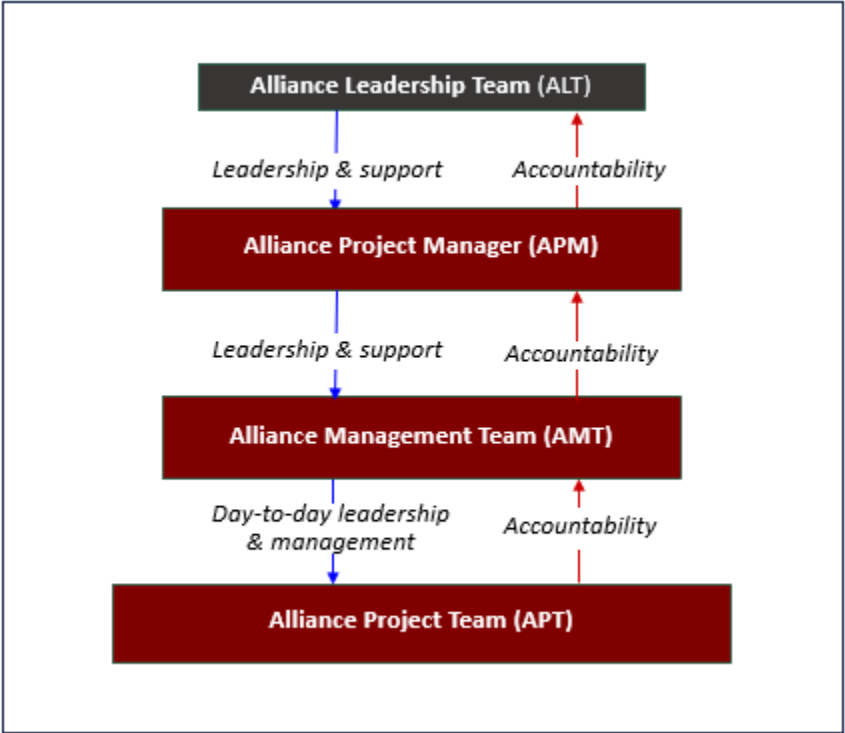 Alliance Leadership Team (ALT)
Leadership & support
Accountability
Alliance Project Manager (APM)
Leadership & support
Accountability
Alliance Management Team (AMT)
Day-to-day leadership
& management
Accountability
Alliance Project Team (APT)